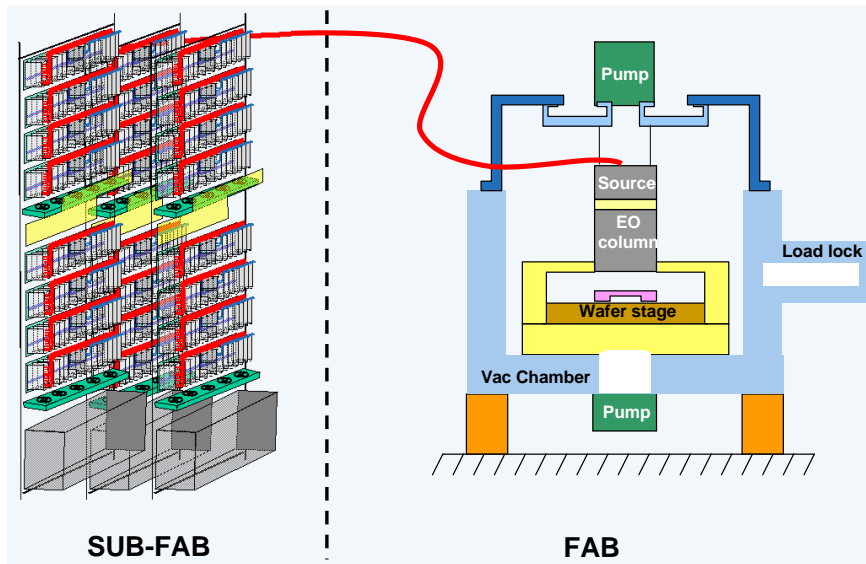 Pump
Source
EO
column
Load lock
Wafer stage
Vac Chamber
Pump
SUB-FAB
FAB